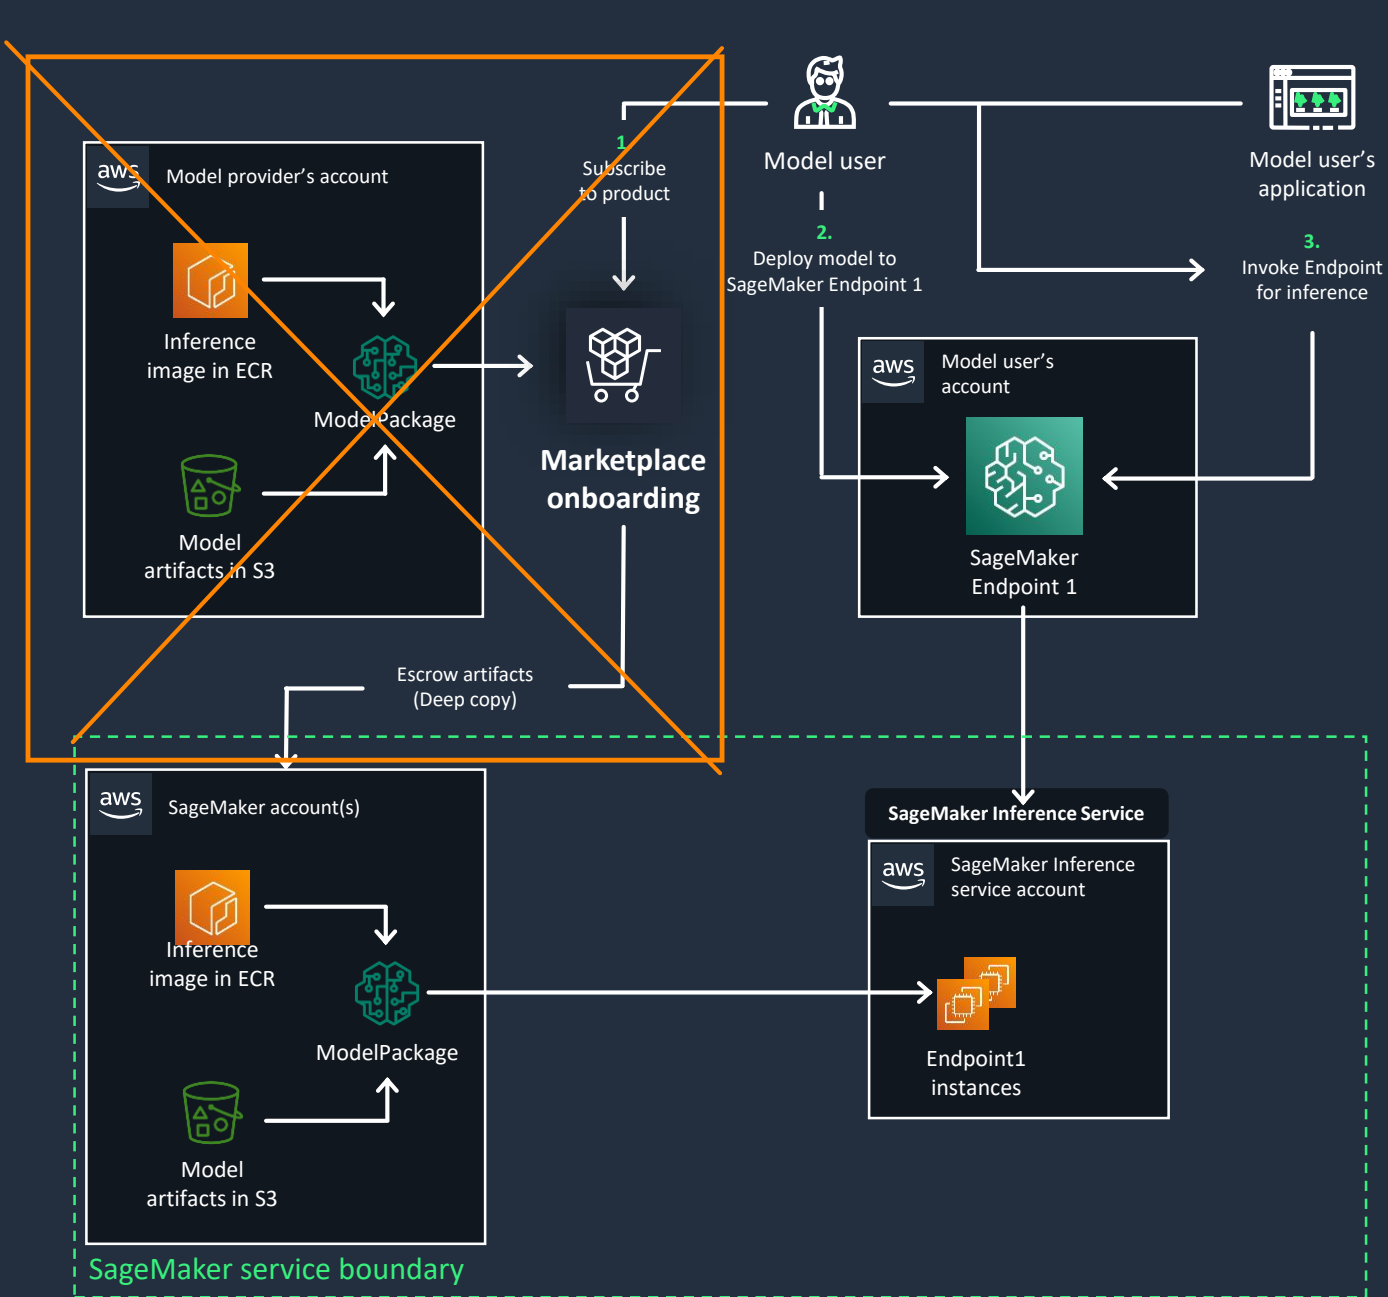 aws
Model provider's account
Inference
image in ECR
ModelPackage
Model
artifacts in S3
1.
Subscribe
to product
Marketplace
onboarding
Escrow artifacts
(Deep copy)
Model user
2.
Deploy model to
SageMaker Endpoint 1
Model user's
application
3.
Invoke Endpoint
for inference
aws
Model user's
account
SageMaker
Endpoint 1
aws
SageMaker account(s)
Inference
image in ECR
ModelPackage
Model
artifacts in S3
SageMaker Inference Service
aws
SageMaker Inference
service account
Endpoint1
instances
SageMaker service boundary